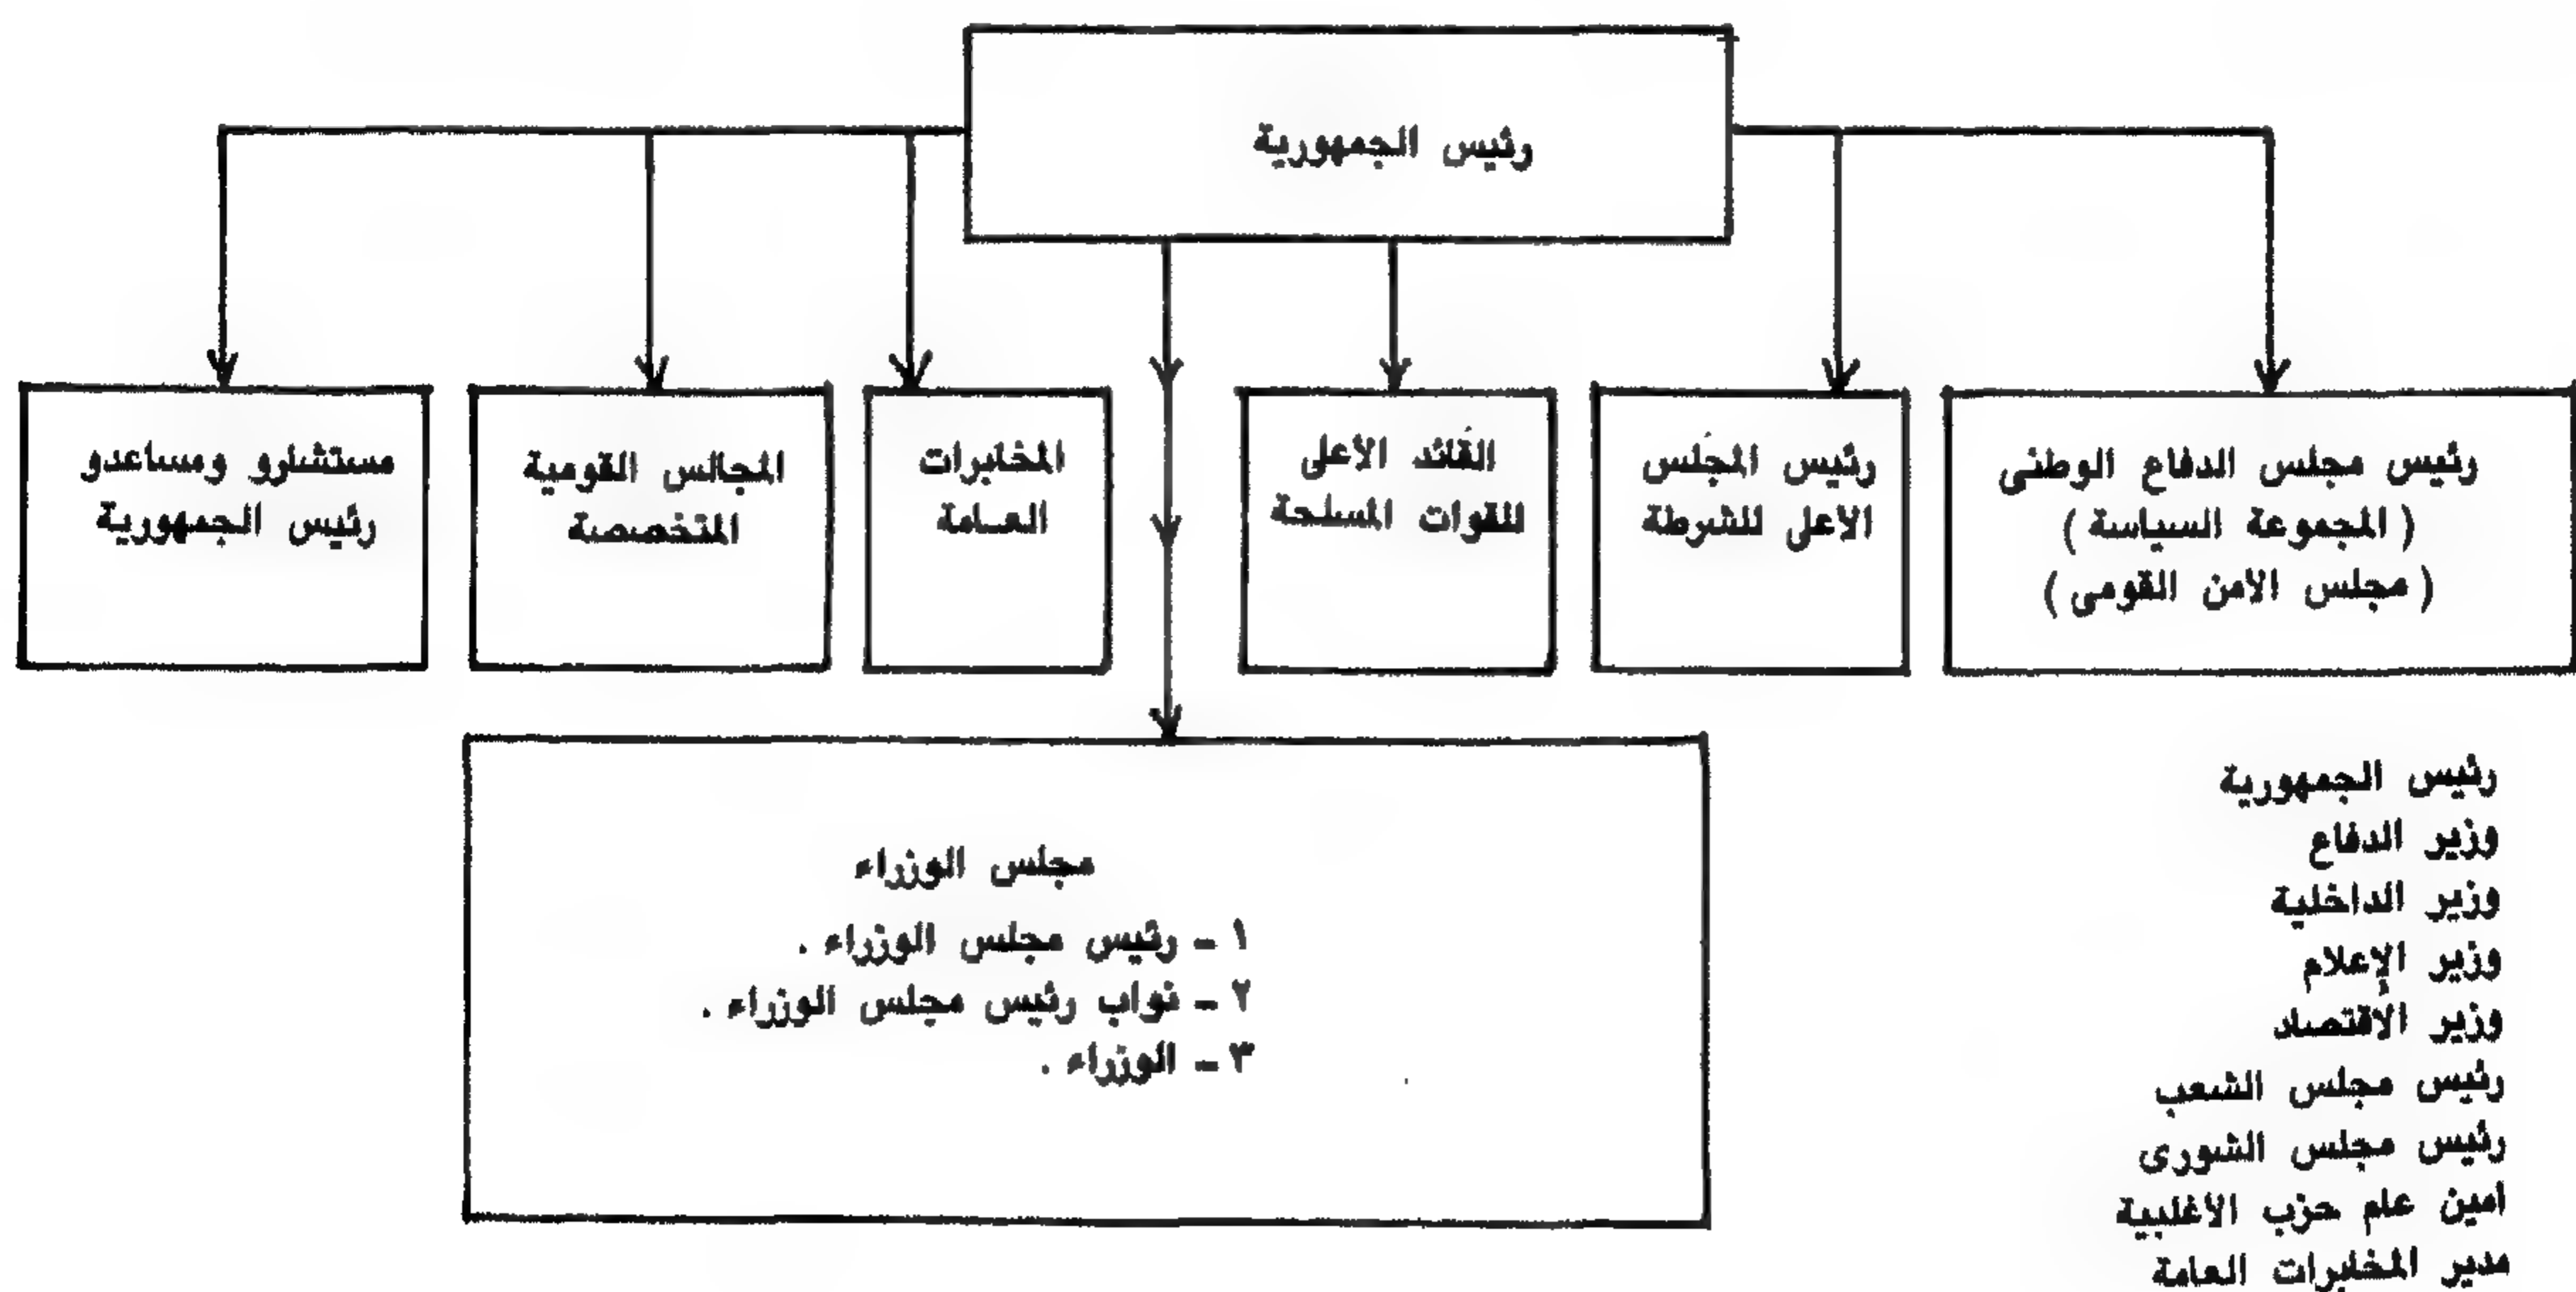 رئيس الجمهورية
رئيس مجلس الدفاع الوطنى
( المجموعة السياسة )
( مجلس الأمن القومى )
رئيس المجلس
الأعلى للشرطة
القائد الأعلى
للقوات المسلحة
المخابرات
العامة
المجالس القومية
المتخصصة
مستشارو ومساعدو
رئيس الجمهورية
مجلس الوزراء
١ - رئيس مجلس الوزراء .
٢ - نواب رئيس مجلس الوزراء .
٣ - الوزراء .
رئيس الجمهورية
وزير الدفاع
وزير الداخلية
وزير الإعلام
وزير الاقتصاد
رئيس مجلس الشعب
رئيس مجلس الشورى
امين عام حزب الأغلبية
مدير المخابرات العامة